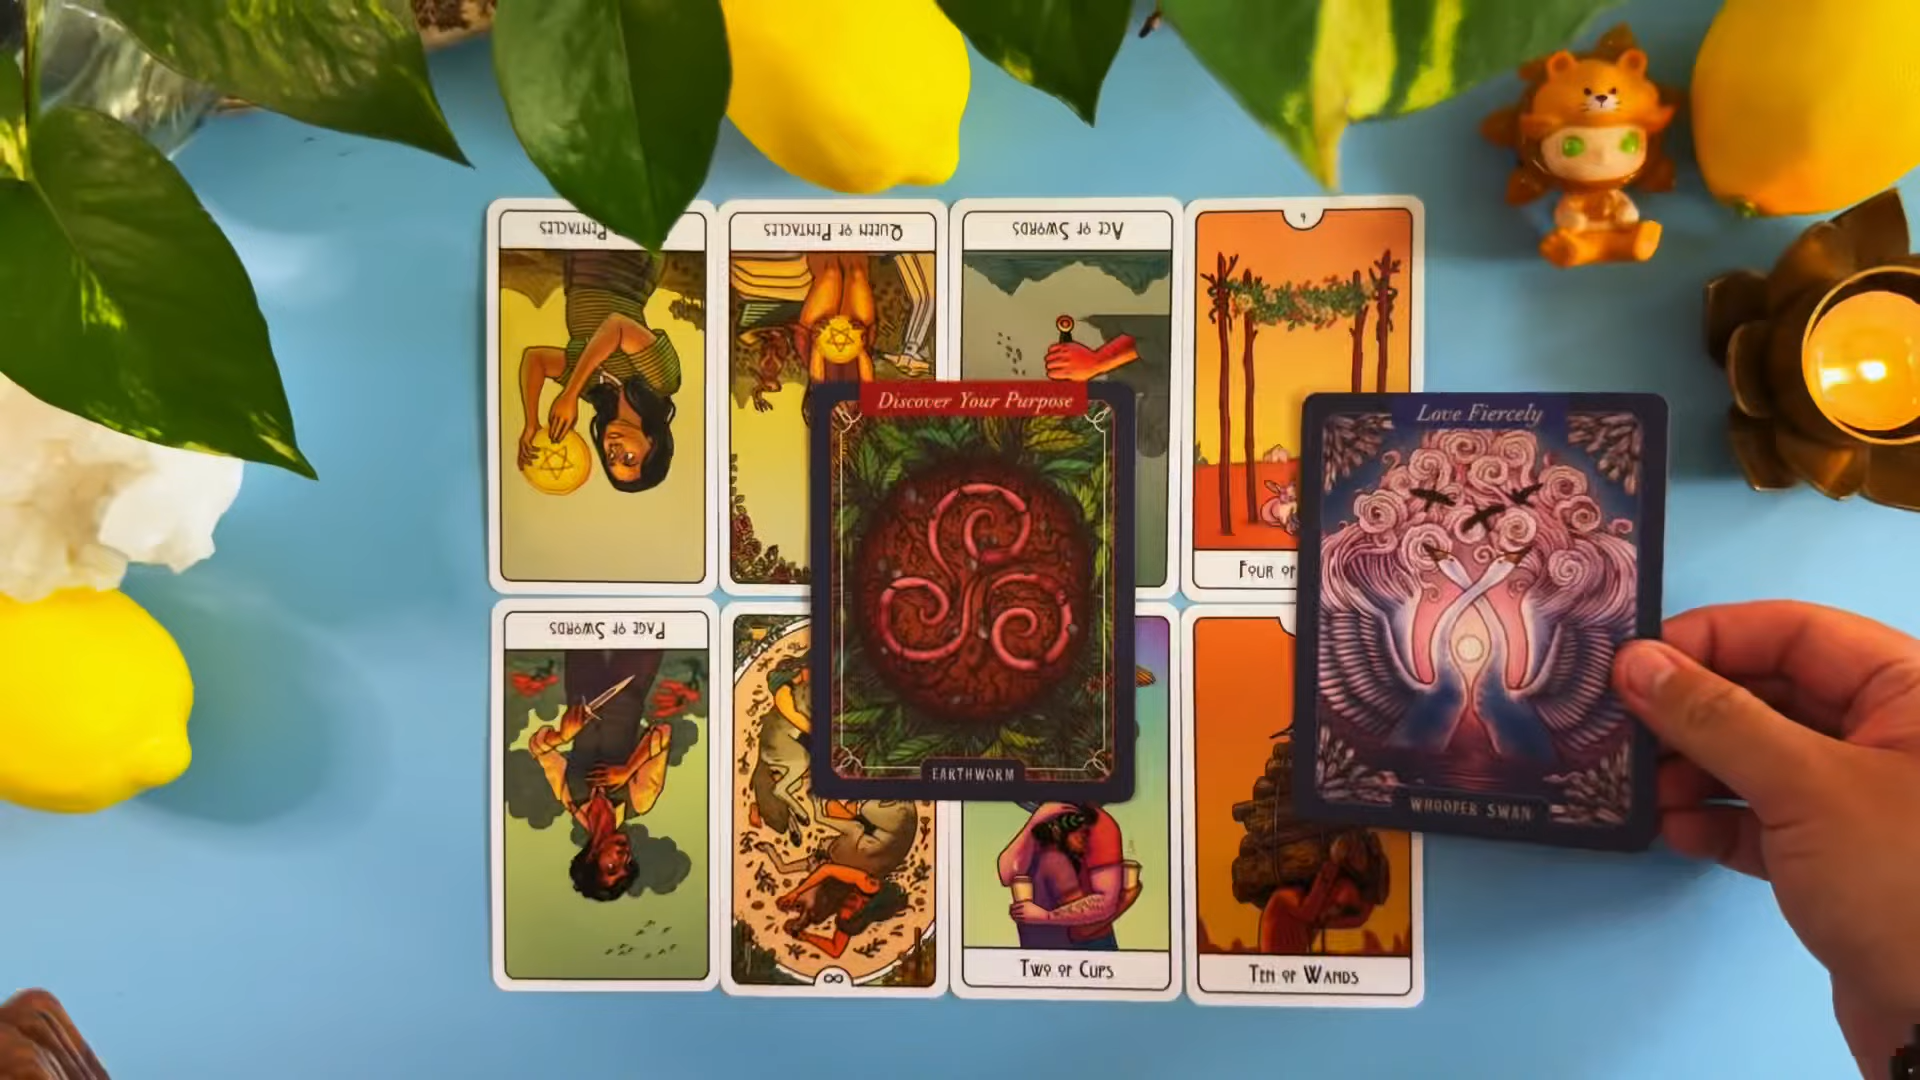 PENTACLES
QUEEN OF PENTACLES
ACE OF SWORDS
4
Discover Your Purpose
Love Fiercely
FOUR OF
PAGE OF SWORDS
EARTHWORM
WHOOPER SWAN
TWO OF CUPS
TEN OF WANDS
∞